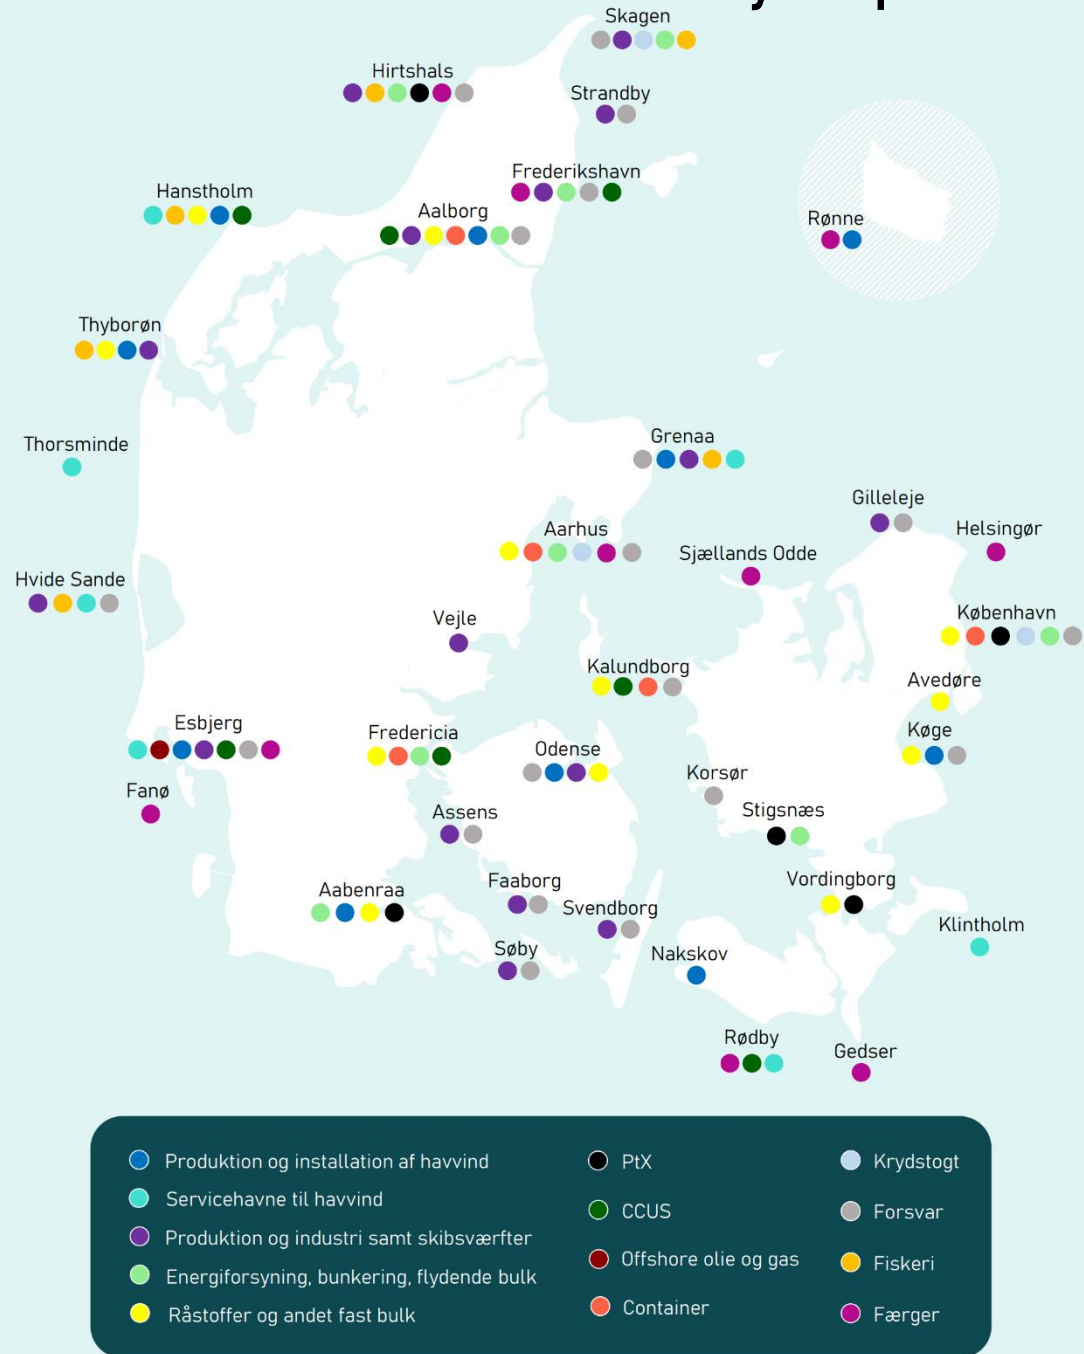 Skagen
Hirtshals
Strandby
Frederikshavn
Hanstholm
Aalborg
Rønne
Thyborøn
Thorsminde
Grenaa
Gilleleje
Aarhus
Helsingør
Sjællands Odde
Hvide Sande
København
Vejle
Kalundborg
Avedøre
Esbjerg
Fredericia
Køge
Odense
Korsør
Fanø
Assens
Stigsnæs
Faaborg
Vordingborg
Aabenraa
Svendborg
Klintholm
Søby
Nakskov
Rødby
Gedser
Produktion og installation af havvind
Servicehavne til havvind
Produktion og industri samt skibsværfter
Energiforsyning, bunkering, flydende bulk
Råstoffer og andet fast bulk
PtX
CCUS
Offshore olie og gas
Container
Krydstogt
Forsvar
Fiskeri
Færger